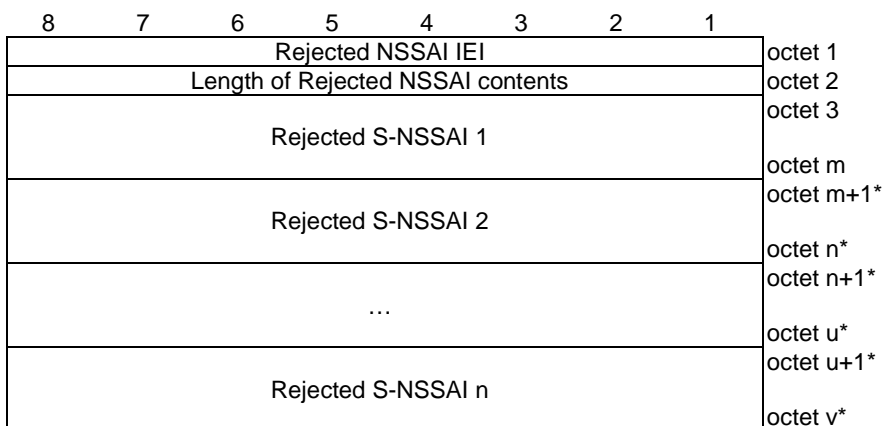 8 7 6 5 4 3 2 1
Rejected NSSAI IEI octet 1
Length of Rejected NSSAI contents octet 2
octet 3
Rejected S-NSSAI 1
octet m
octet m+1*
Rejected S-NSSAI 2
octet n*
octet n+1*
…
octet u*
octet u+1*
Rejected S-NSSAI n
octet v*